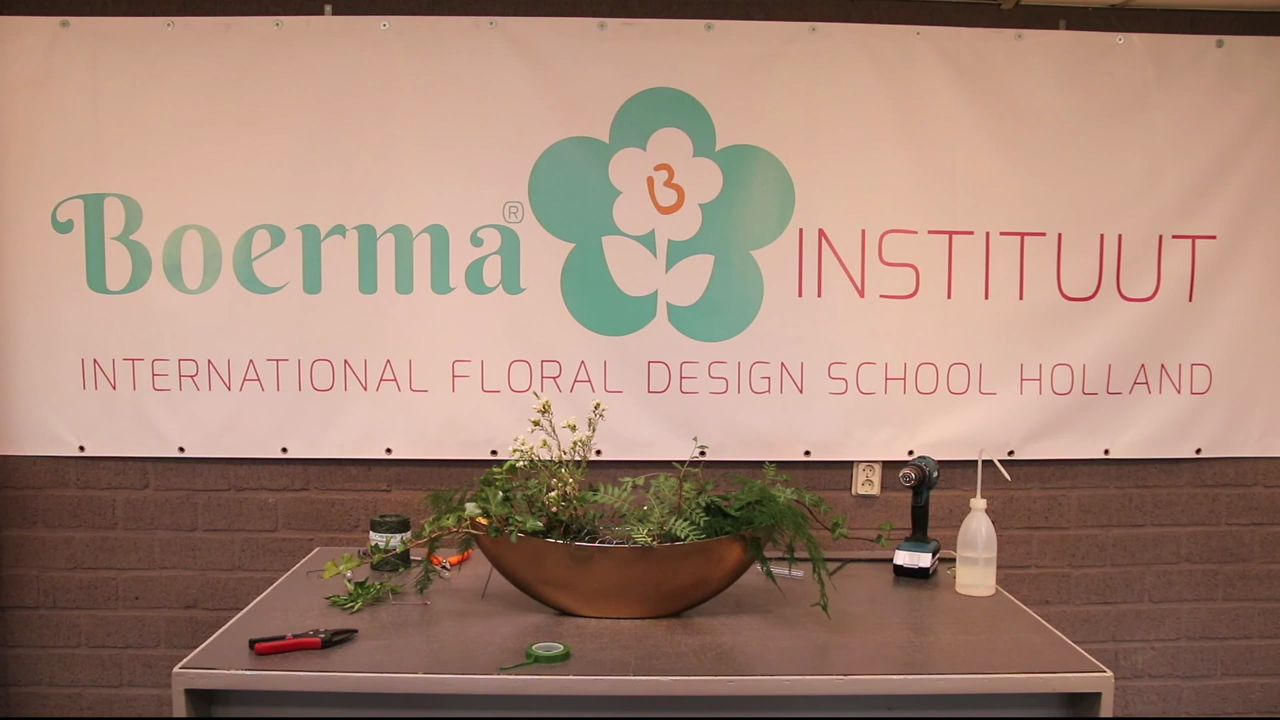 Boerma® B INSTITUUT
INTERNATIONAL FLORAL DESIGN SCHOOL HOLLAND